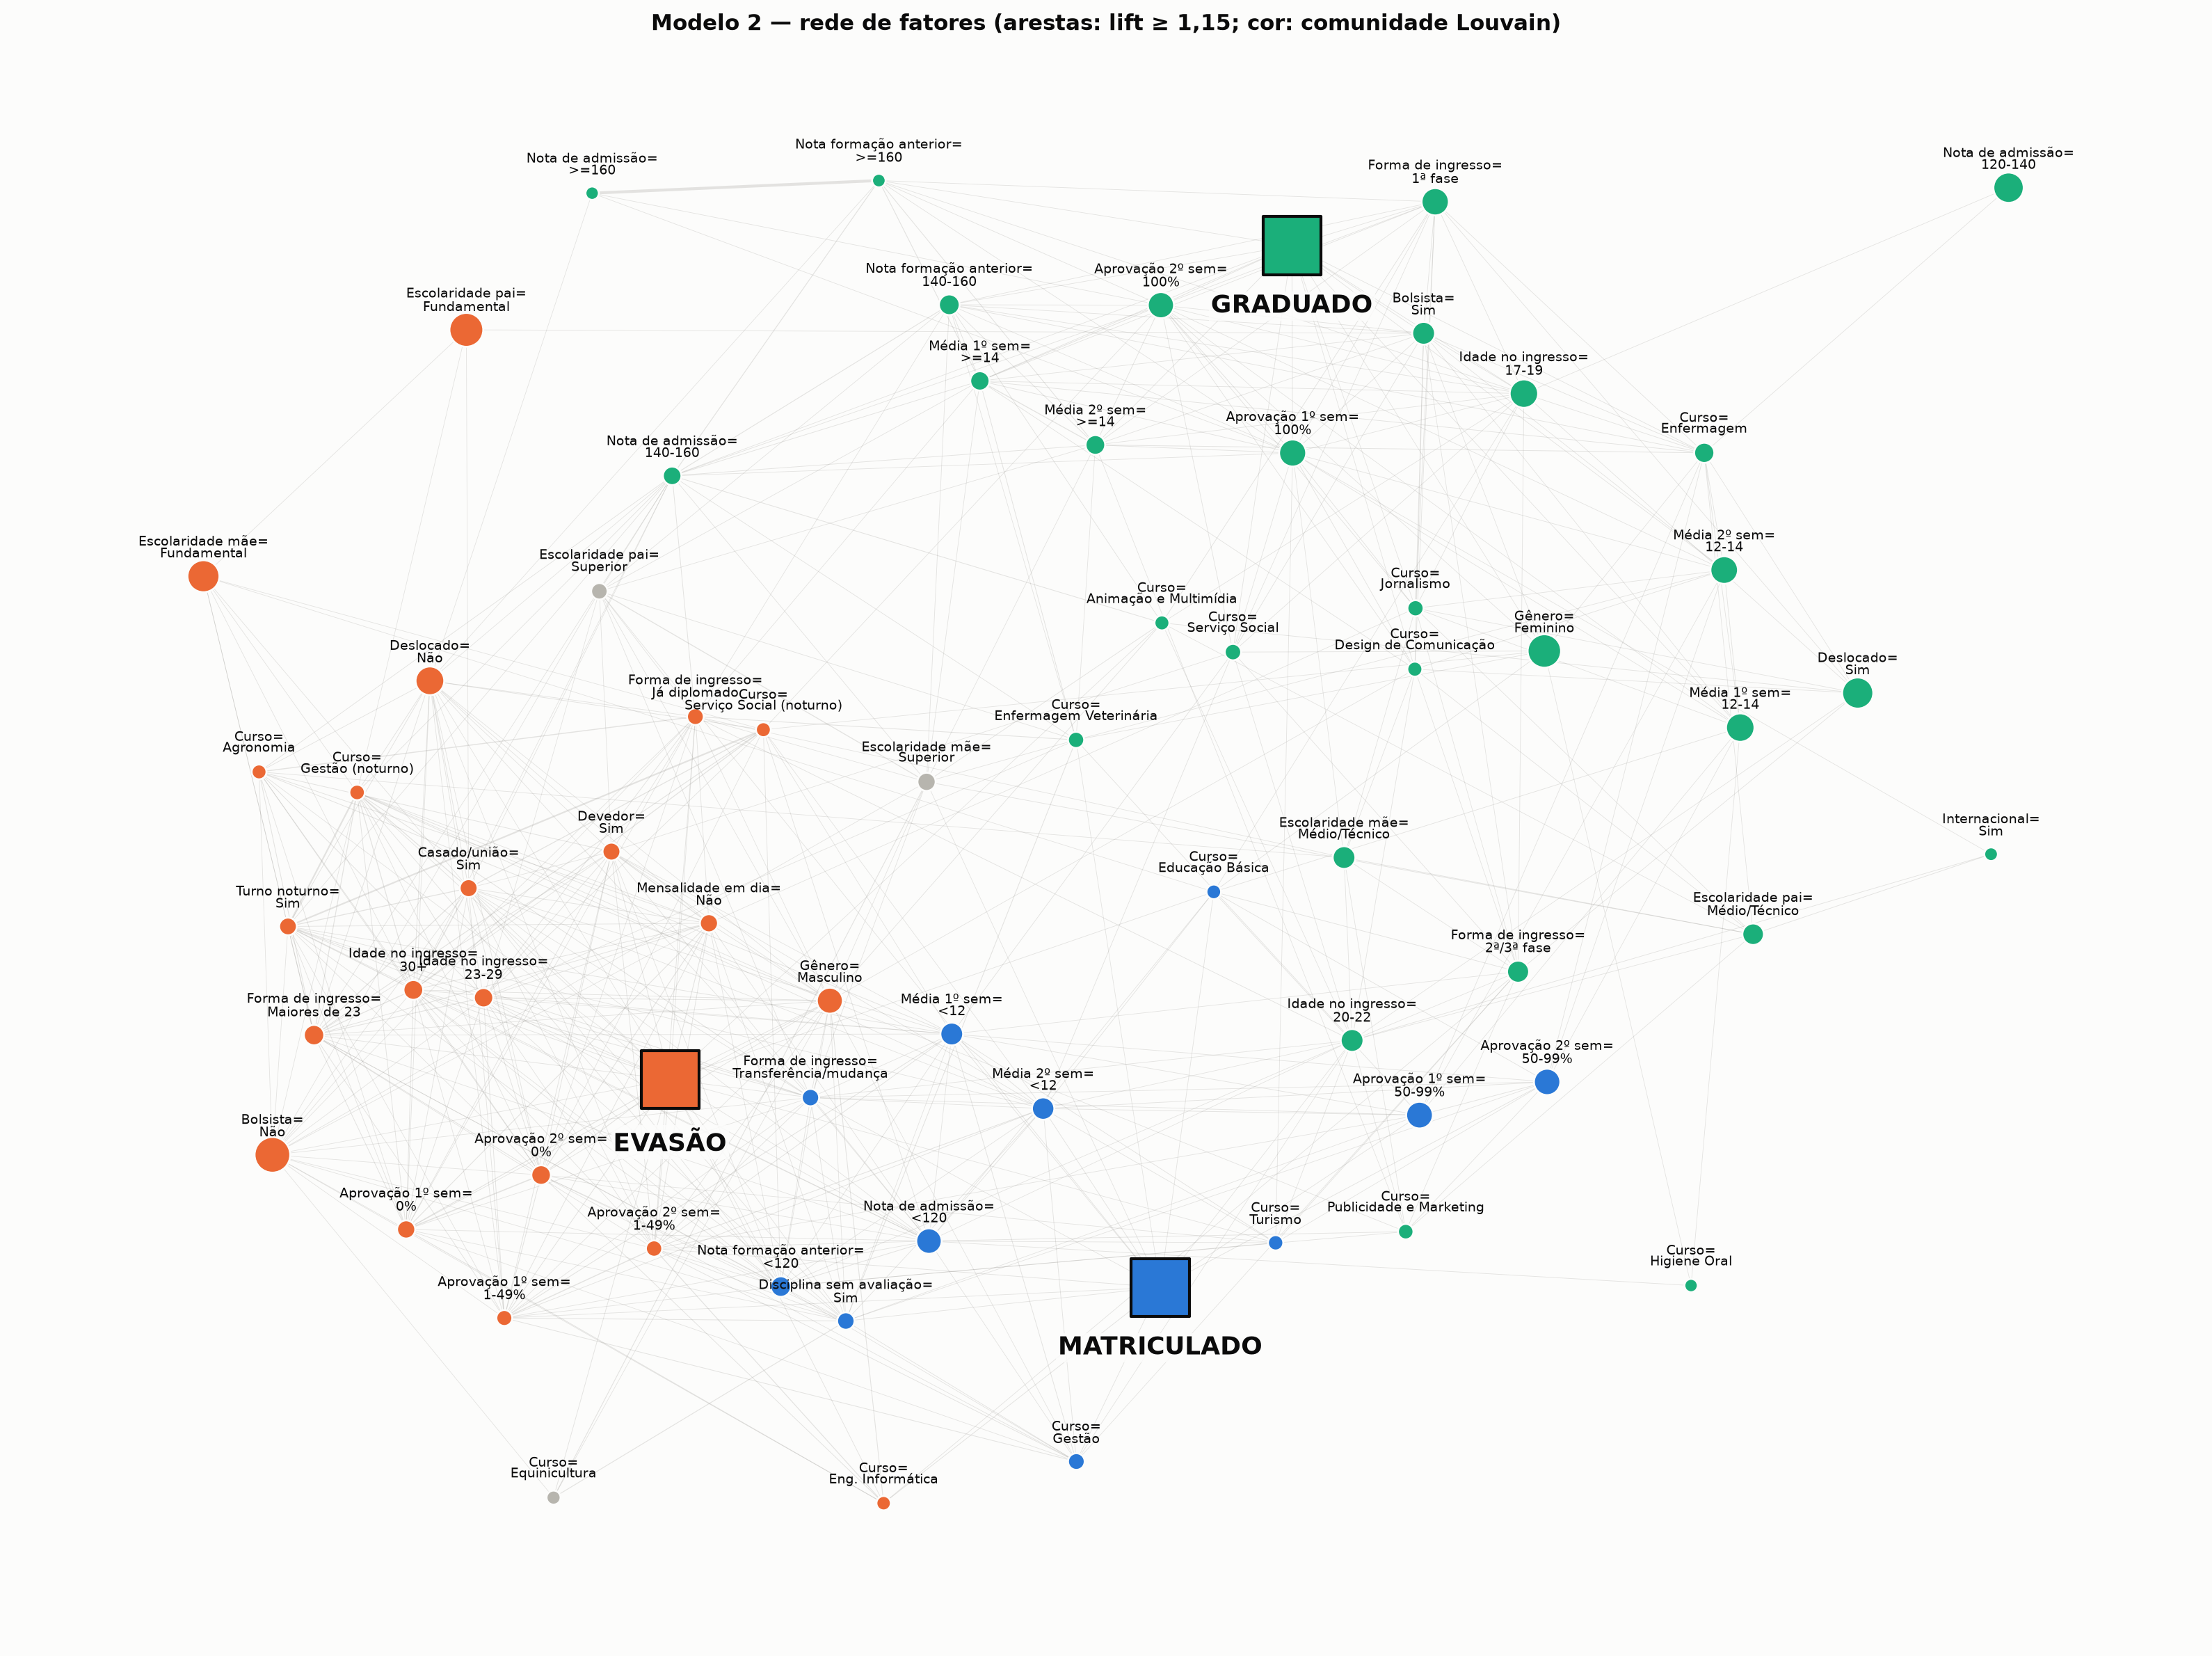 Modelo 2 — rede de fatores (arestas: lift ≥ 1,15; cor: comunidade Louvain)
Nota de admissão=
>=160
Nota formação anterior=
>=160
Forma de ingresso=
1ª fase
Nota de admissão=
120-140
Nota formação anterior=
140-160
Aprovação 2º sem=
100%
GRADUADO
Bolsista=
Sim
Escolaridade pai=
Fundamental
Média 1º sem=
>=14
Idade no ingresso=
17-19
Média 2º sem=
>=14
Aprovação 1º sem=
100%
Curso=
Enfermagem
Nota de admissão=
140-160
Escolaridade mãe=
Fundamental
Escolaridade pai=
Superior
Média 2º sem=
12-14
Curso=
Animação e Multimídia
Curso=
Jornalismo
Curso=
Serviço Social
Gênero=
Feminino
Curso=
Design de Comunicação
Deslocado=
Não
Deslocado=
Sim
Forma de ingresso=
Já diplomado
Curso=
Serviço Social (noturno)
Média 1º sem=
12-14
Curso=
Enfermagem Veterinária
Curso=
Agronomia
Curso=
Gestão (noturno)
Escolaridade mãe=
Superior
Devedor=
Sim
Escolaridade mãe=
Médio/Técnico
Internacional=
Sim
Casado/união=
Sim
Curso=
Educação Básica
Turno noturno=
Sim
Mensalidade em dia=
Não
Escolaridade pai=
Médio/Técnico
Forma de ingresso=
2ª/3ª fase
Idade no ingresso=
30+
Idade no ingresso=
23-29
Gênero=
Masculino
Forma de ingresso=
Maiores de 23
Média 1º sem=
<12
Idade no ingresso=
20-22
Aprovação 2º sem=
50-99%
Forma de ingresso=
Transferência/mudança
Média 2º sem=
<12
Aprovação 1º sem=
50-99%
Bolsista=
Não
EVASÃO
Aprovação 2º sem=
0%
Aprovação 1º sem=
0%
Aprovação 2º sem=
1-49%
Nota de admissão=
<120
Curso=
Turismo
Curso=
Publicidade e Marketing
Nota formação anterior=
<120
Curso=
Higiene Oral
Aprovação 1º sem=
1-49%
Disciplina sem avaliação=
Sim
MATRICULADO
Curso=
Gestão
Curso=
Equinicultura
Curso=
Eng. Informática